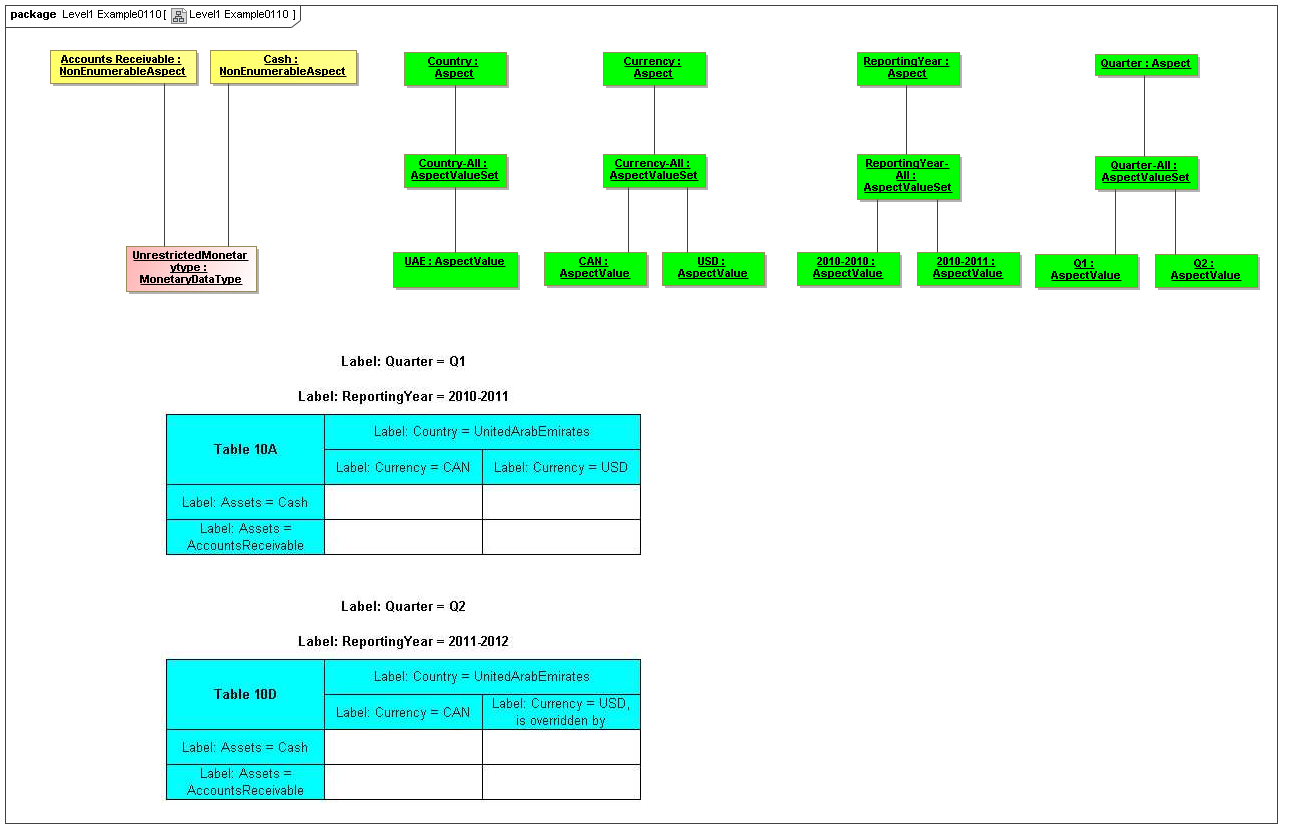 package Level1 Example0110 [ Level1 Example0110 ]
Accounts Receivable :
NonEnumerableAspect
Cash :
NonEnumerableAspect
Country :
Aspect
Currency :
Aspect
ReportingYear :
Aspect
Quarter : Aspect
Country-All :
AspectValueSet
Currency-All :
AspectValueSet
ReportingYear-
All :
AspectValueSet
Quarter-All :
AspectValueSet
UnrestrictedMonetar
ytype :
MonetaryDataType
UAE : AspectValue
CAN :
AspectValue
USD :
AspectValue
2010-2010 :
AspectValue
2010-2011 :
AspectValue
Q1 :
AspectValue
Q2 :
AspectValue
Label: Quarter = Q1
Label: ReportingYear = 2010-2011
Table 10A
Label: Country = UnitedArabEmirates
Label: Currency = CAN
Label: Currency = USD
Label: Assets = Cash
Label: Assets =
AccountsReceivable
Label: Quarter = Q2
Label: ReportingYear = 2011-2012
Table 10D
Label: Country = UnitedArabEmirates
Label: Currency = CAN
Label: Currency = USD,
is overridden by
Label: Assets = Cash
Label: Assets =
AccountsReceivable